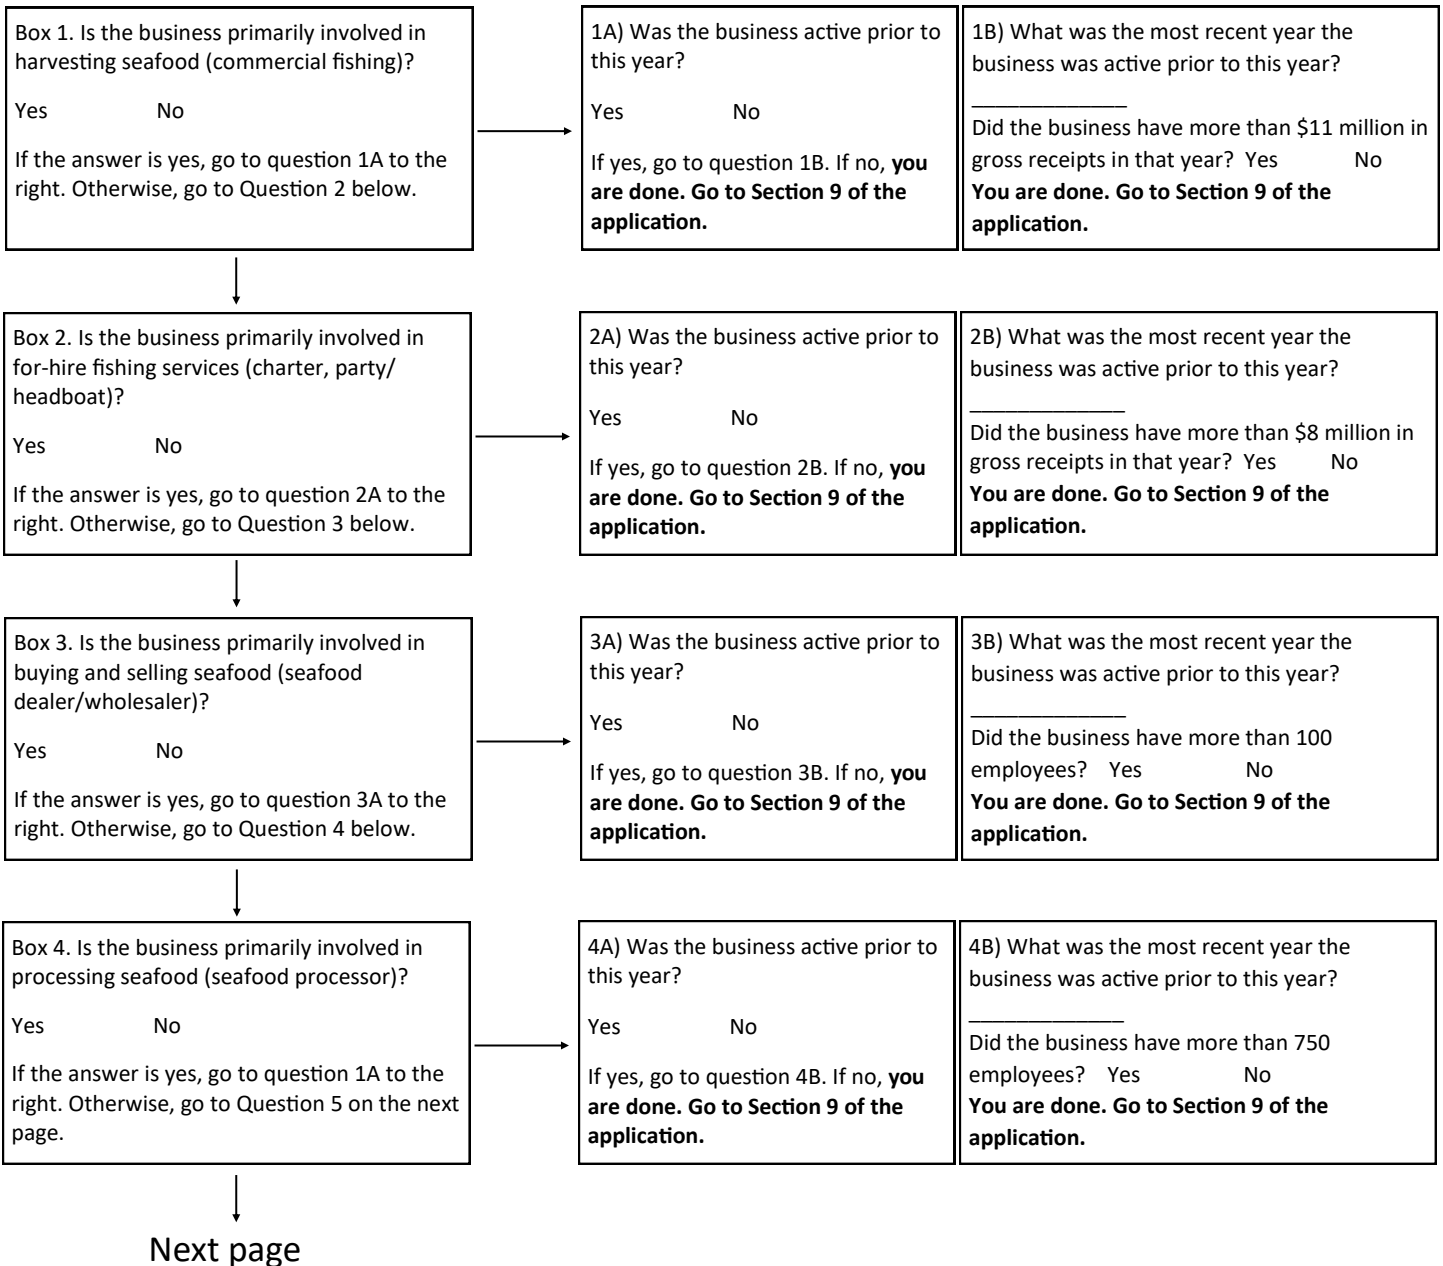 Box 1. Is the business primarily involved in
harvesting seafood (commercial fishing)?
Yes No
If the answer is yes, go to question 1A to the
right. Otherwise, go to Question 2 below.
1A) Was the business active prior to
this year?
Yes No
If yes, go to question 1B. If no, you
are done. Go to Section 9 of the
application.
1B) What was the most recent year the
business was active prior to this year?
_____________
Did the business have more than $11 million in
gross receipts in that year? Yes No
You are done. Go to Section 9 of the
application.
Box 2. Is the business primarily involved in
for-hire fishing services (charter, party/
headboat)?
Yes No
If the answer is yes, go to question 2A to the
right. Otherwise, go to Question 3 below.
2A) Was the business active prior to
this year?
Yes No
If yes, go to question 2B. If no, you
are done. Go to Section 9 of the
application.
2B) What was the most recent year the
business was active prior to this year?
_____________
Did the business have more than $8 million in
gross receipts in that year? Yes No
You are done. Go to Section 9 of the
application.
Box 3. Is the business primarily involved in
buying and selling seafood (seafood
dealer/wholesaler)?
Yes No
If the answer is yes, go to question 3A to the
right. Otherwise, go to Question 4 below.
3A) Was the business active prior to
this year?
Yes No
If yes, go to question 3B. If no, you
are done. Go to Section 9 of the
application.
3B) What was the most recent year the
business was active prior to this year?
_____________
Did the business have more than 100
employees? Yes No
You are done. Go to Section 9 of the
application.
Box 4. Is the business primarily involved in
processing seafood (seafood processor)?
Yes No
If the answer is yes, go to question 1A to the
right. Otherwise, go to Question 5 on the next
page.
4A) Was the business active prior to
this year?
Yes No
If yes, go to question 4B. If no, you
are done. Go to Section 9 of the
application.
4B) What was the most recent year the
business was active prior to this year?
_____________
Did the business have more than 750
employees? Yes No
You are done. Go to Section 9 of the
application.
Next page